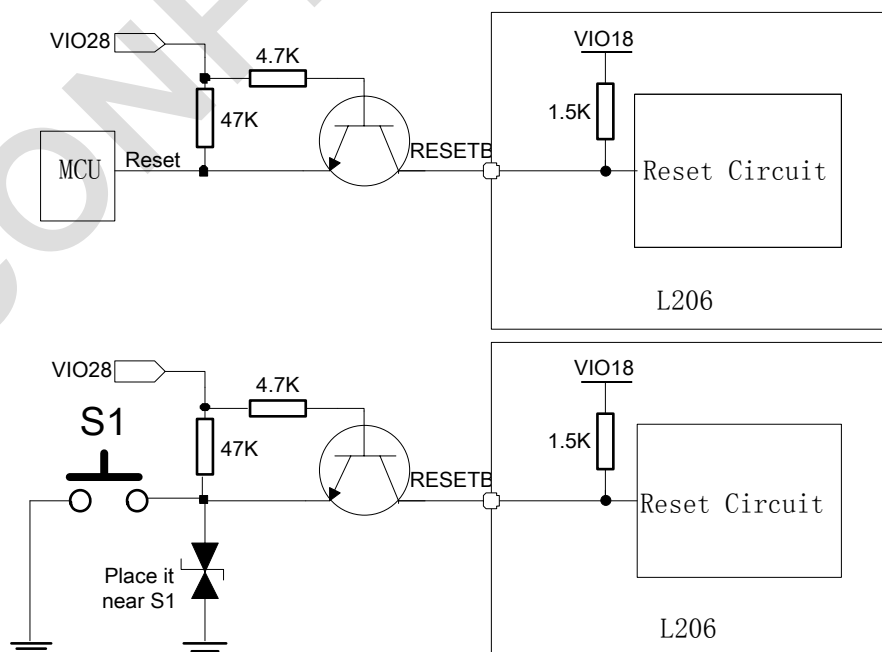 VIO28
4.7K
47K
MCU
Reset
RESETB
VIO18
1.5K
Reset Circuit
L206
VIO28
4.7K
S1
47K
RESETB
Place it
near S1
VIO18
1.5K
Reset Circuit
L206